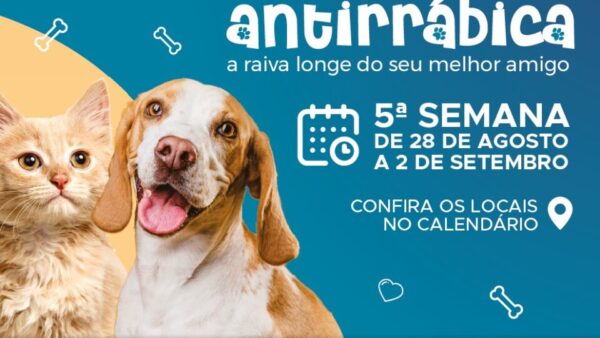 antirrábica
a raiva longe do seu melhor amigo
5ª SEMANA
DE 28 DE AGOSTO
A 2 DE SETEMBRO
CONFIRA OS LOCAIS
NO CALENDÁRIO